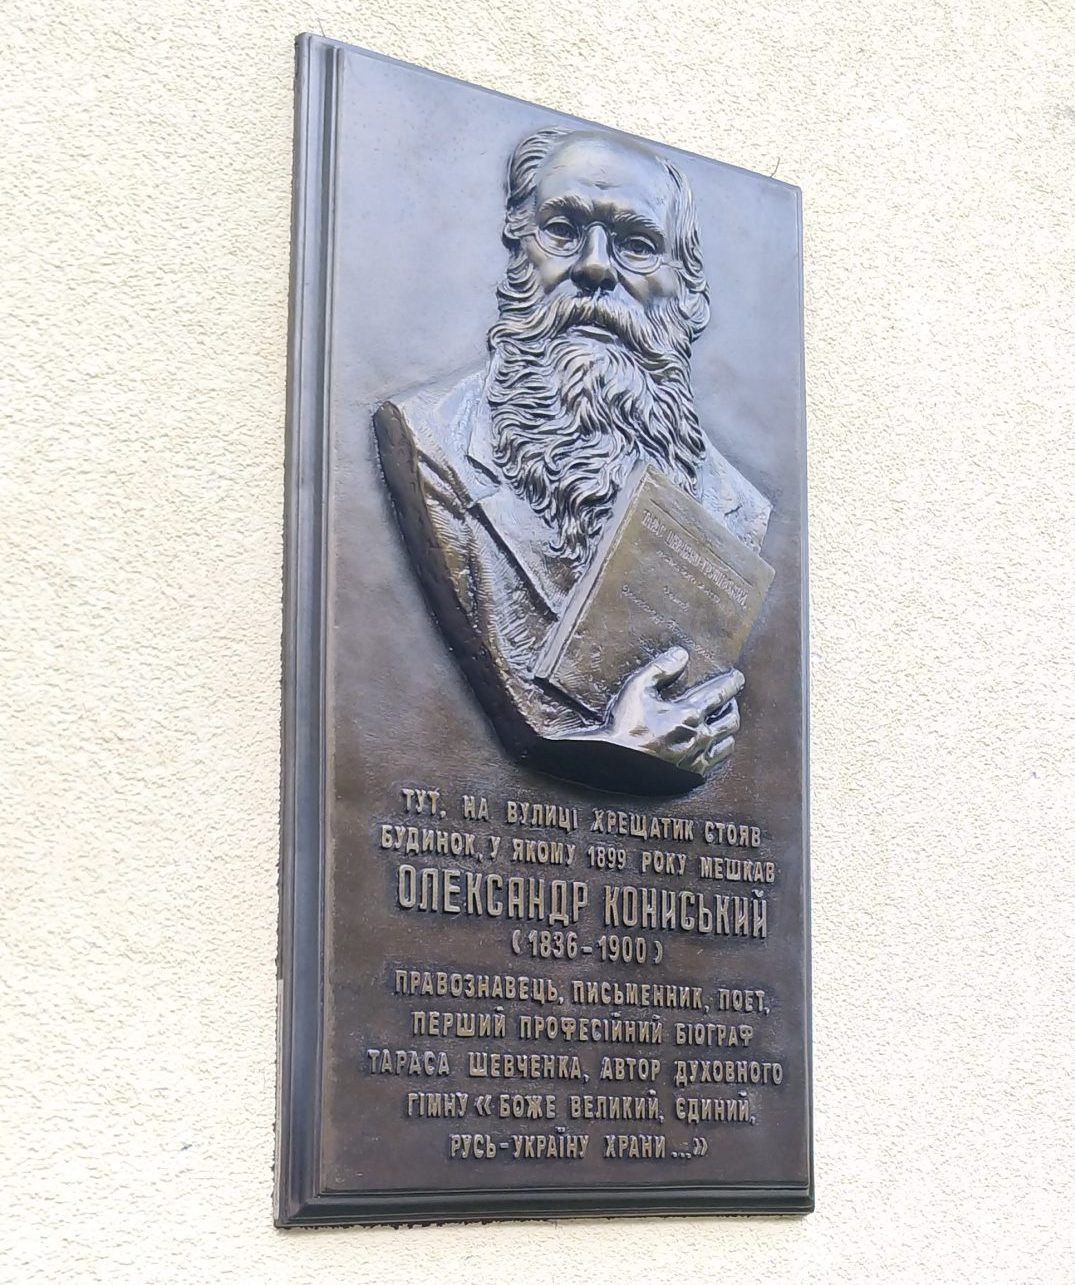 ТУТ, НА ВУЛИЦІ ХРЕЩАТИК СТОЯВ
БУДИНОК, У ЯКОМУ 1899 РОКУ МЕШКАВ
ОЛЕКСАНДР КОНИСЬКИЙ
(1836-1900)
ПРАВОЗНАВЕЦЬ, ПИСЬМЕННИК, ПОЕТ,
ПЕРШИЙ ПРОФЕСІЙНИЙ БІОГРАФ
ТАРАСА ШЕВЧЕНКА, АВТОР ДУХОВНОГО
ГІМНУ «БОЖЕ ВЕЛИКИЙ, ЄДИНИЙ,
РУСЬ-УКРАЇНУ ХРАНИ...»